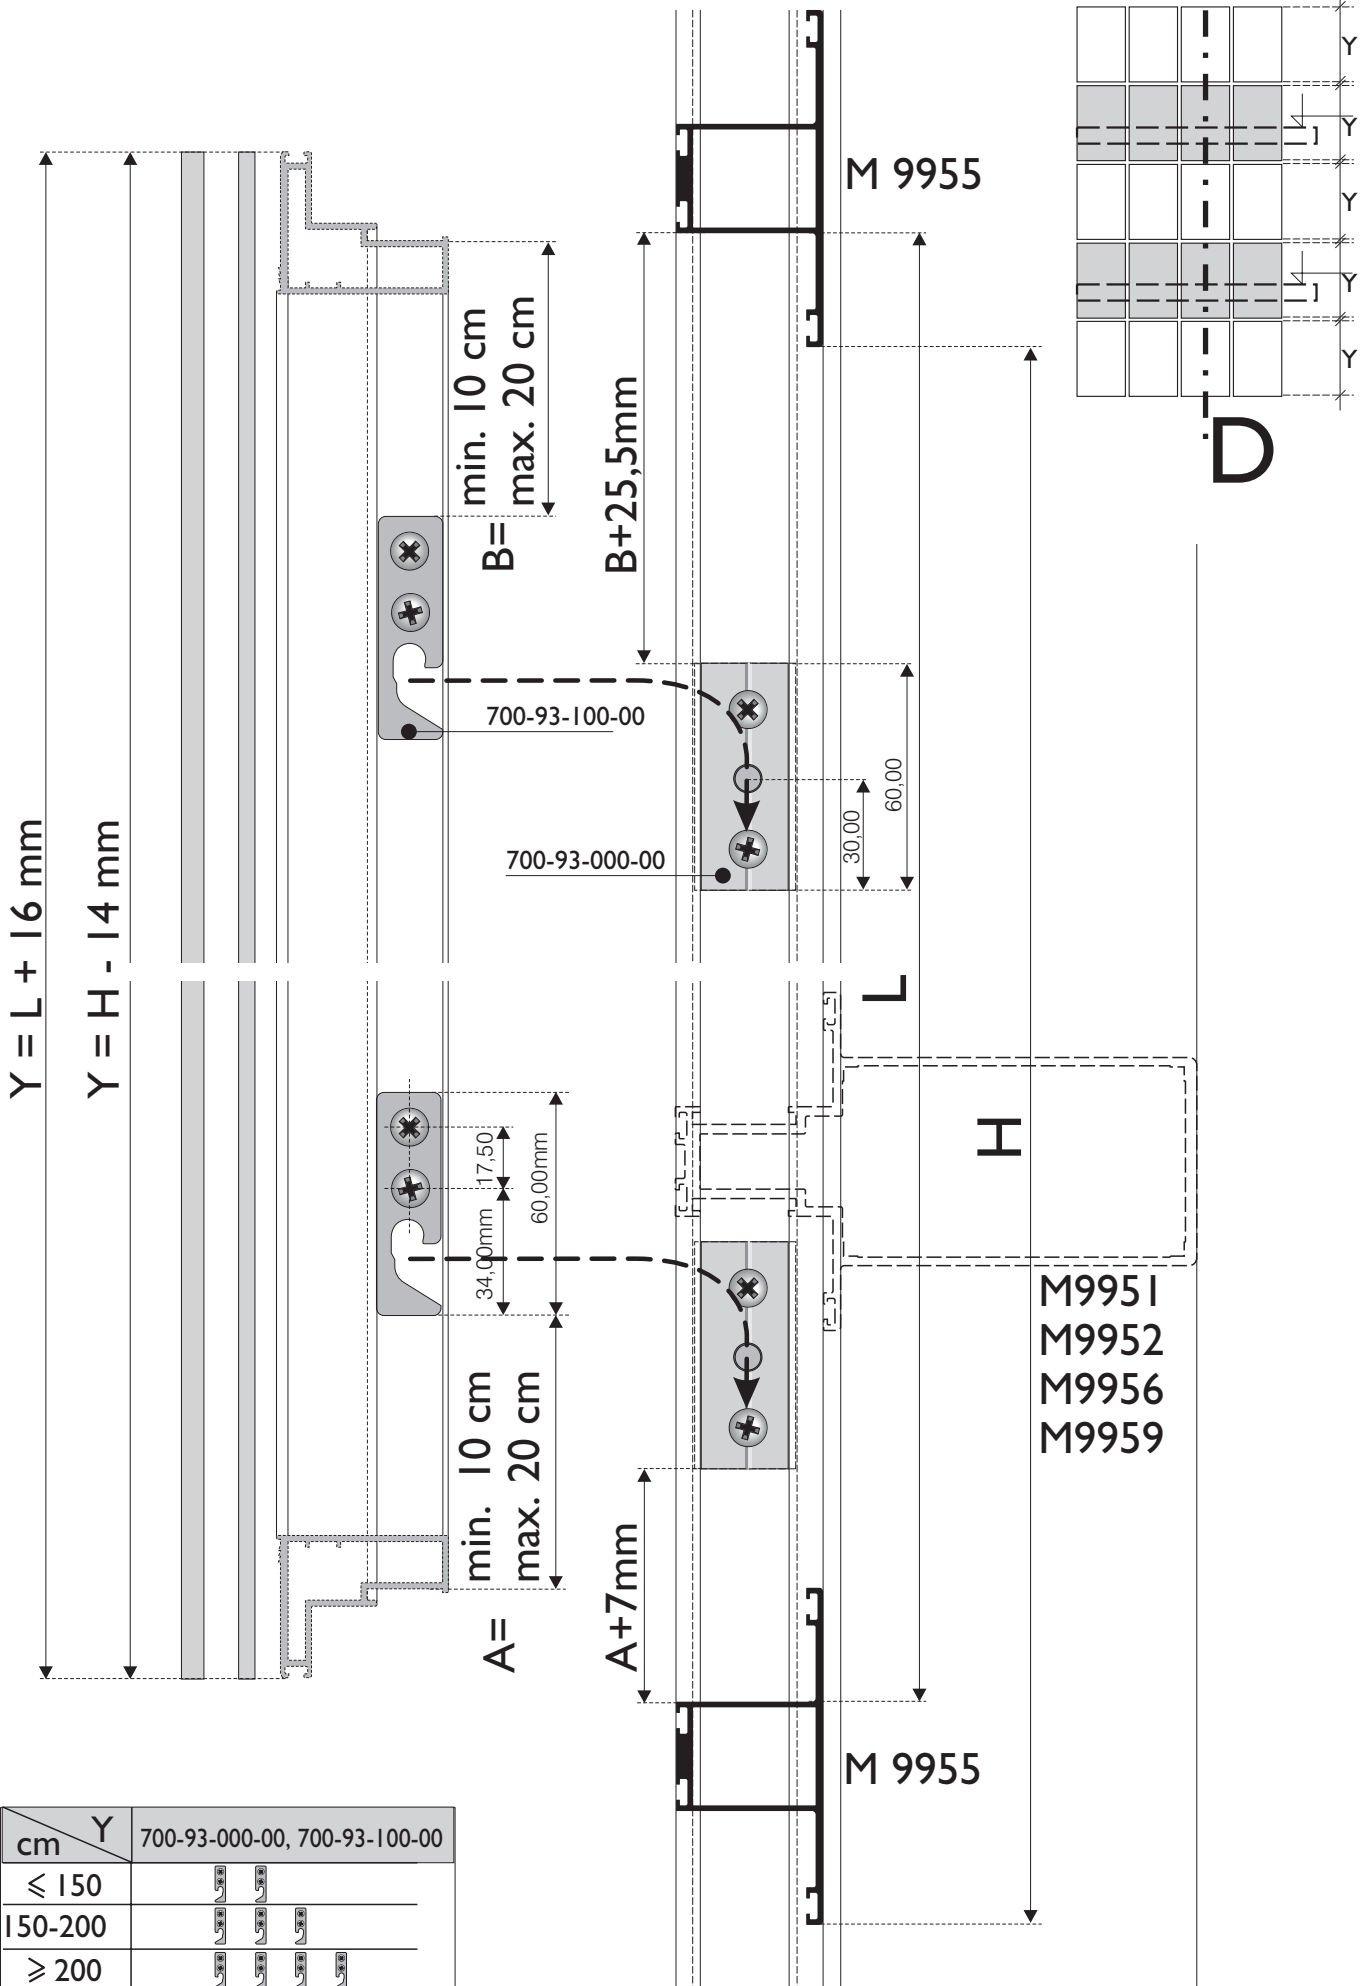 Y
Y
Y
Y
Y
D
M 9955
B=
min. 10 cm
max. 20 cm
B+25,5mm
700-93-100-00
700-93-000-00
30,00
60,00
Y = L + 16 mm
Y = H - 14 mm
L
H
17,50
34,00mm
60,00mm
M9951
M9952
M9956
M9959
A=
min. 10 cm
max. 20 cm
A+7mm
M 9955
cm Y 700-93-000-00, 700-93-100-00
⩽ 150
150-200
⩾ 200